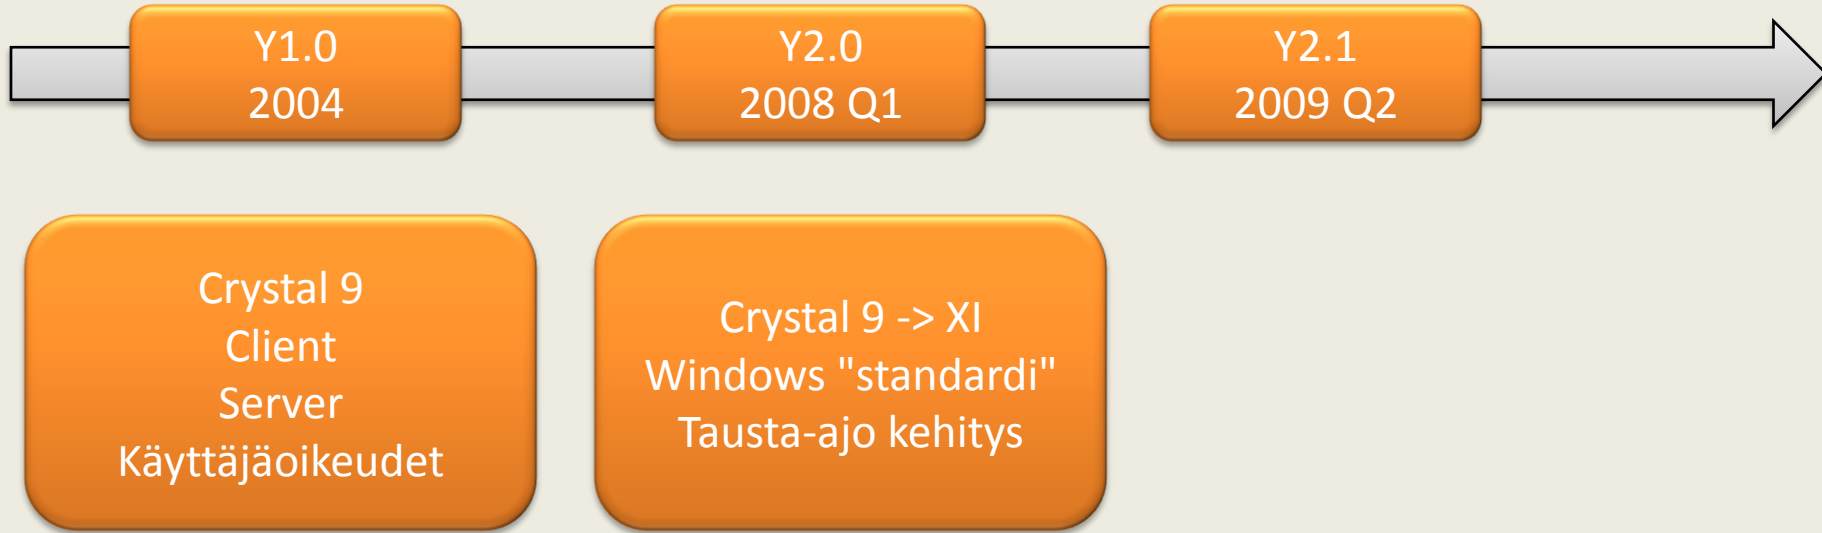 Y1.0
2004
Y2.0
2008 Q1
Y2.1
2009 Q2
Crystal 9
Client
Server
Käyttäjäoikeudet
Crystal 9 -> XI
Windows "standardi"
Tausta-ajo kehitys